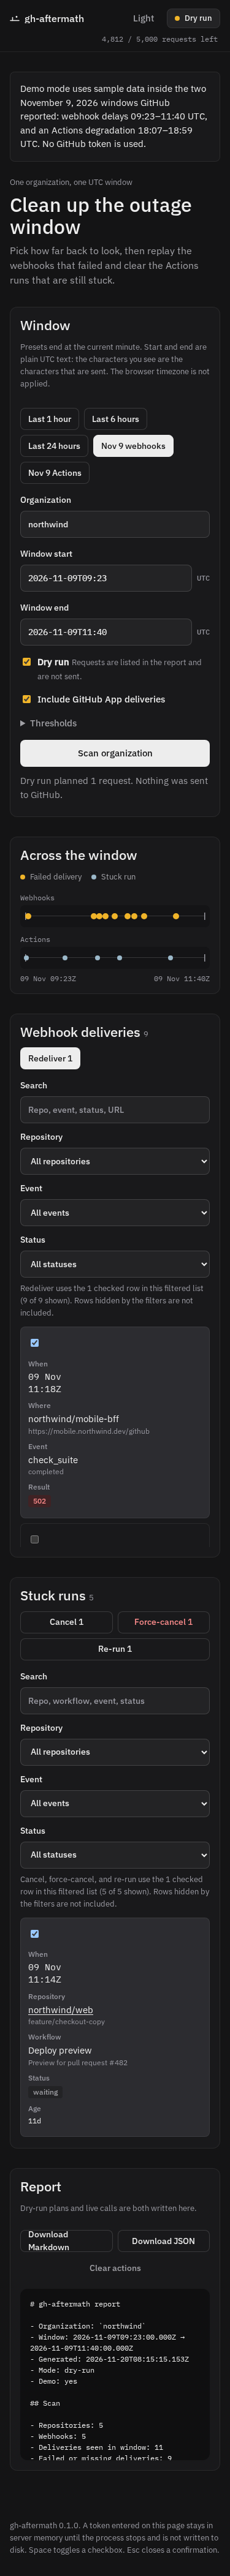 gh-aftermath
Light
Dry run
4,812 / 5,000 requests left
Demo mode uses sample data inside the two
November 9, 2026 windows GitHub
reported: webhook delays 09:23–11:40 UTC,
and an Actions degradation 18:07–18:59
UTC. No GitHub token is used.
One organization, one UTC window
Clean up the outage
window
Pick how far back to look, then replay the
webhooks that failed and clear the Actions
runs that are still stuck.
Window
Presets end at the current minute. Start and end are
plain UTC text: the characters you see are the
characters that are sent. The browser timezone is not
applied.
Last 1 hour
Last 6 hours
Last 24 hours
Nov 9 webhooks
Nov 9 Actions
Organization
northwind
Window start
2026-11-09T09:23
UTC
Window end
2026-11-09T11:40
UTC
Dry run Requests are listed in the report and
are not sent.
Include GitHub App deliveries
Thresholds
Scan organization
Dry run planned 1 request. Nothing was sent
to GitHub.
Across the window
Failed delivery
Stuck run
Webhooks
Actions
09 Nov 09:23Z
09 Nov 11:40Z
Webhook deliveries 9
Redeliver 1
Search
Repo, event, status, URL
Repository
All repositories
Event
All events
Status
All statuses
Redeliver uses the 1 checked row in this filtered list
(9 of 9 shown). Rows hidden by the filters are not
included.
When
09 Nov
11:18Z
Where
northwind/mobile-bff
https://mobile.northwind.dev/github
Event
check_suite
completed
Result
502
Stuck runs 5
Cancel 1
Force-cancel 1
Re-run 1
Search
Repo, workflow, event, status
Repository
All repositories
Event
All events
Status
All statuses
Cancel, force-cancel, and re-run use the 1 checked
row in this filtered list (5 of 5 shown). Rows hidden by
the filters are not included.
When
09 Nov
11:14Z
Repository
northwind/web
feature/checkout-copy
Workflow
Deploy preview
Preview for pull request #482
Status
waiting
Age
11d
Report
Dry-run plans and live calls are both written here.
Download
Markdown
Download JSON
Clear actions
# gh-aftermath report
- Organization: `northwind`
- Window: 2026-11-09T09:23:00.000Z →
2026-11-09T11:40:00.000Z
- Generated: 2026-11-20T08:15:15.153Z
- Mode: dry-run
- Demo: yes
## Scan
- Repositories: 5
- Webhooks: 5
- Deliveries seen in window: 11
- Failed or missing deliveries: 9
gh-aftermath 0.1.0. A token entered on this page stays in
server memory until the process stops and is not written to
disk. Space toggles a checkbox. Esc closes a confirmation.